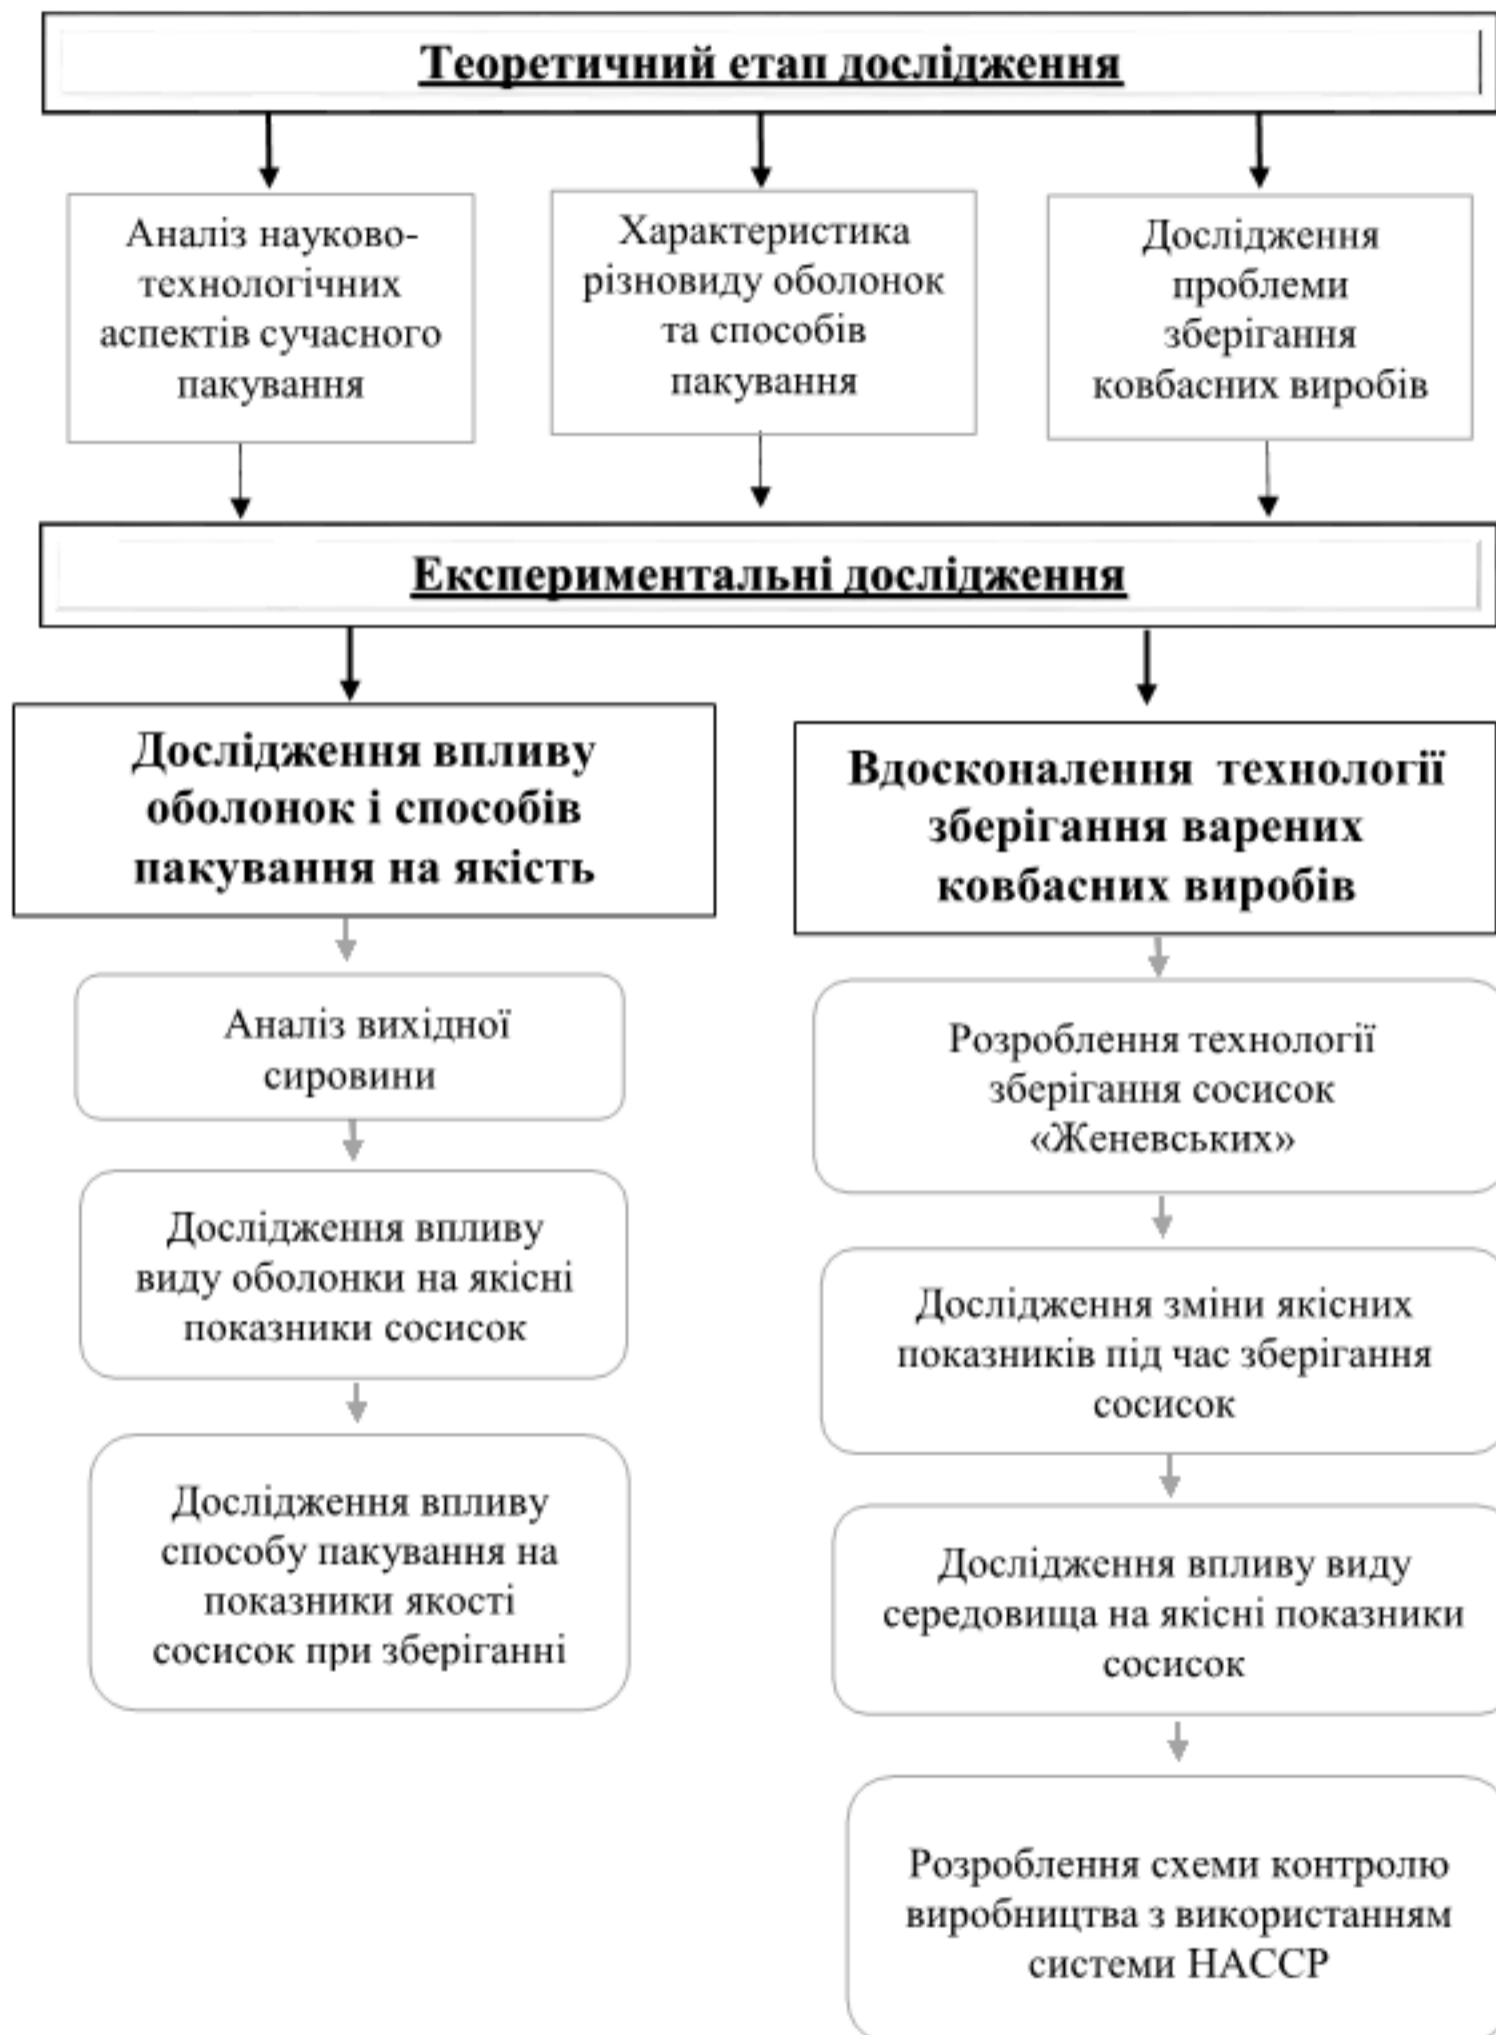 Теоретичний етап дослідження
Аналіз науково-
технологічних
аспектів сучасного
пакування
Характеристика
різновиду оболонок
та способів
пакування
Дослідження
проблеми
зберігання
ковбасних виробів
Експериментальні дослідження
Дослідження впливу
оболонок і способів
пакування на якість
Аналіз вихідної
сировини
Дослідження впливу
виду оболонки на якісні
показники сосисок
Дослідження впливу
способу пакування на
показники якості
сосисок при зберіганні
Вдосконалення технології
зберігання варених
ковбасних виробів
Розроблення технології
зберігання сосисок
«Женевських»
Дослідження зміни якісних
показників під час зберігання
сосисок
Дослідження впливу виду
середовища на якісні показники
сосисок
Розроблення схеми контролю
виробництва з використанням
системи НАССР